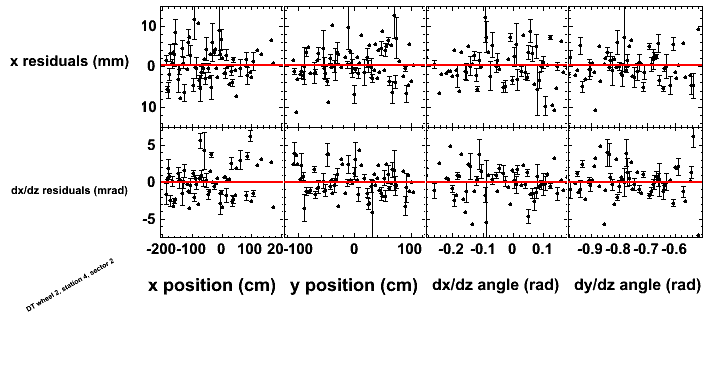 10
x residuals (mm)
0
10
5
dx/dz residuals (mrad)
0
-5
-200 -100 0 100 20 -100 0 100 -0.2 -0.1 0 0.1 -0.9 -0.8 -0.7 -0.6
x position (cm) y position (cm) dx/dz angle (rad) dy/dz angle (rad)
DT wheel 2, station 4, sector 2